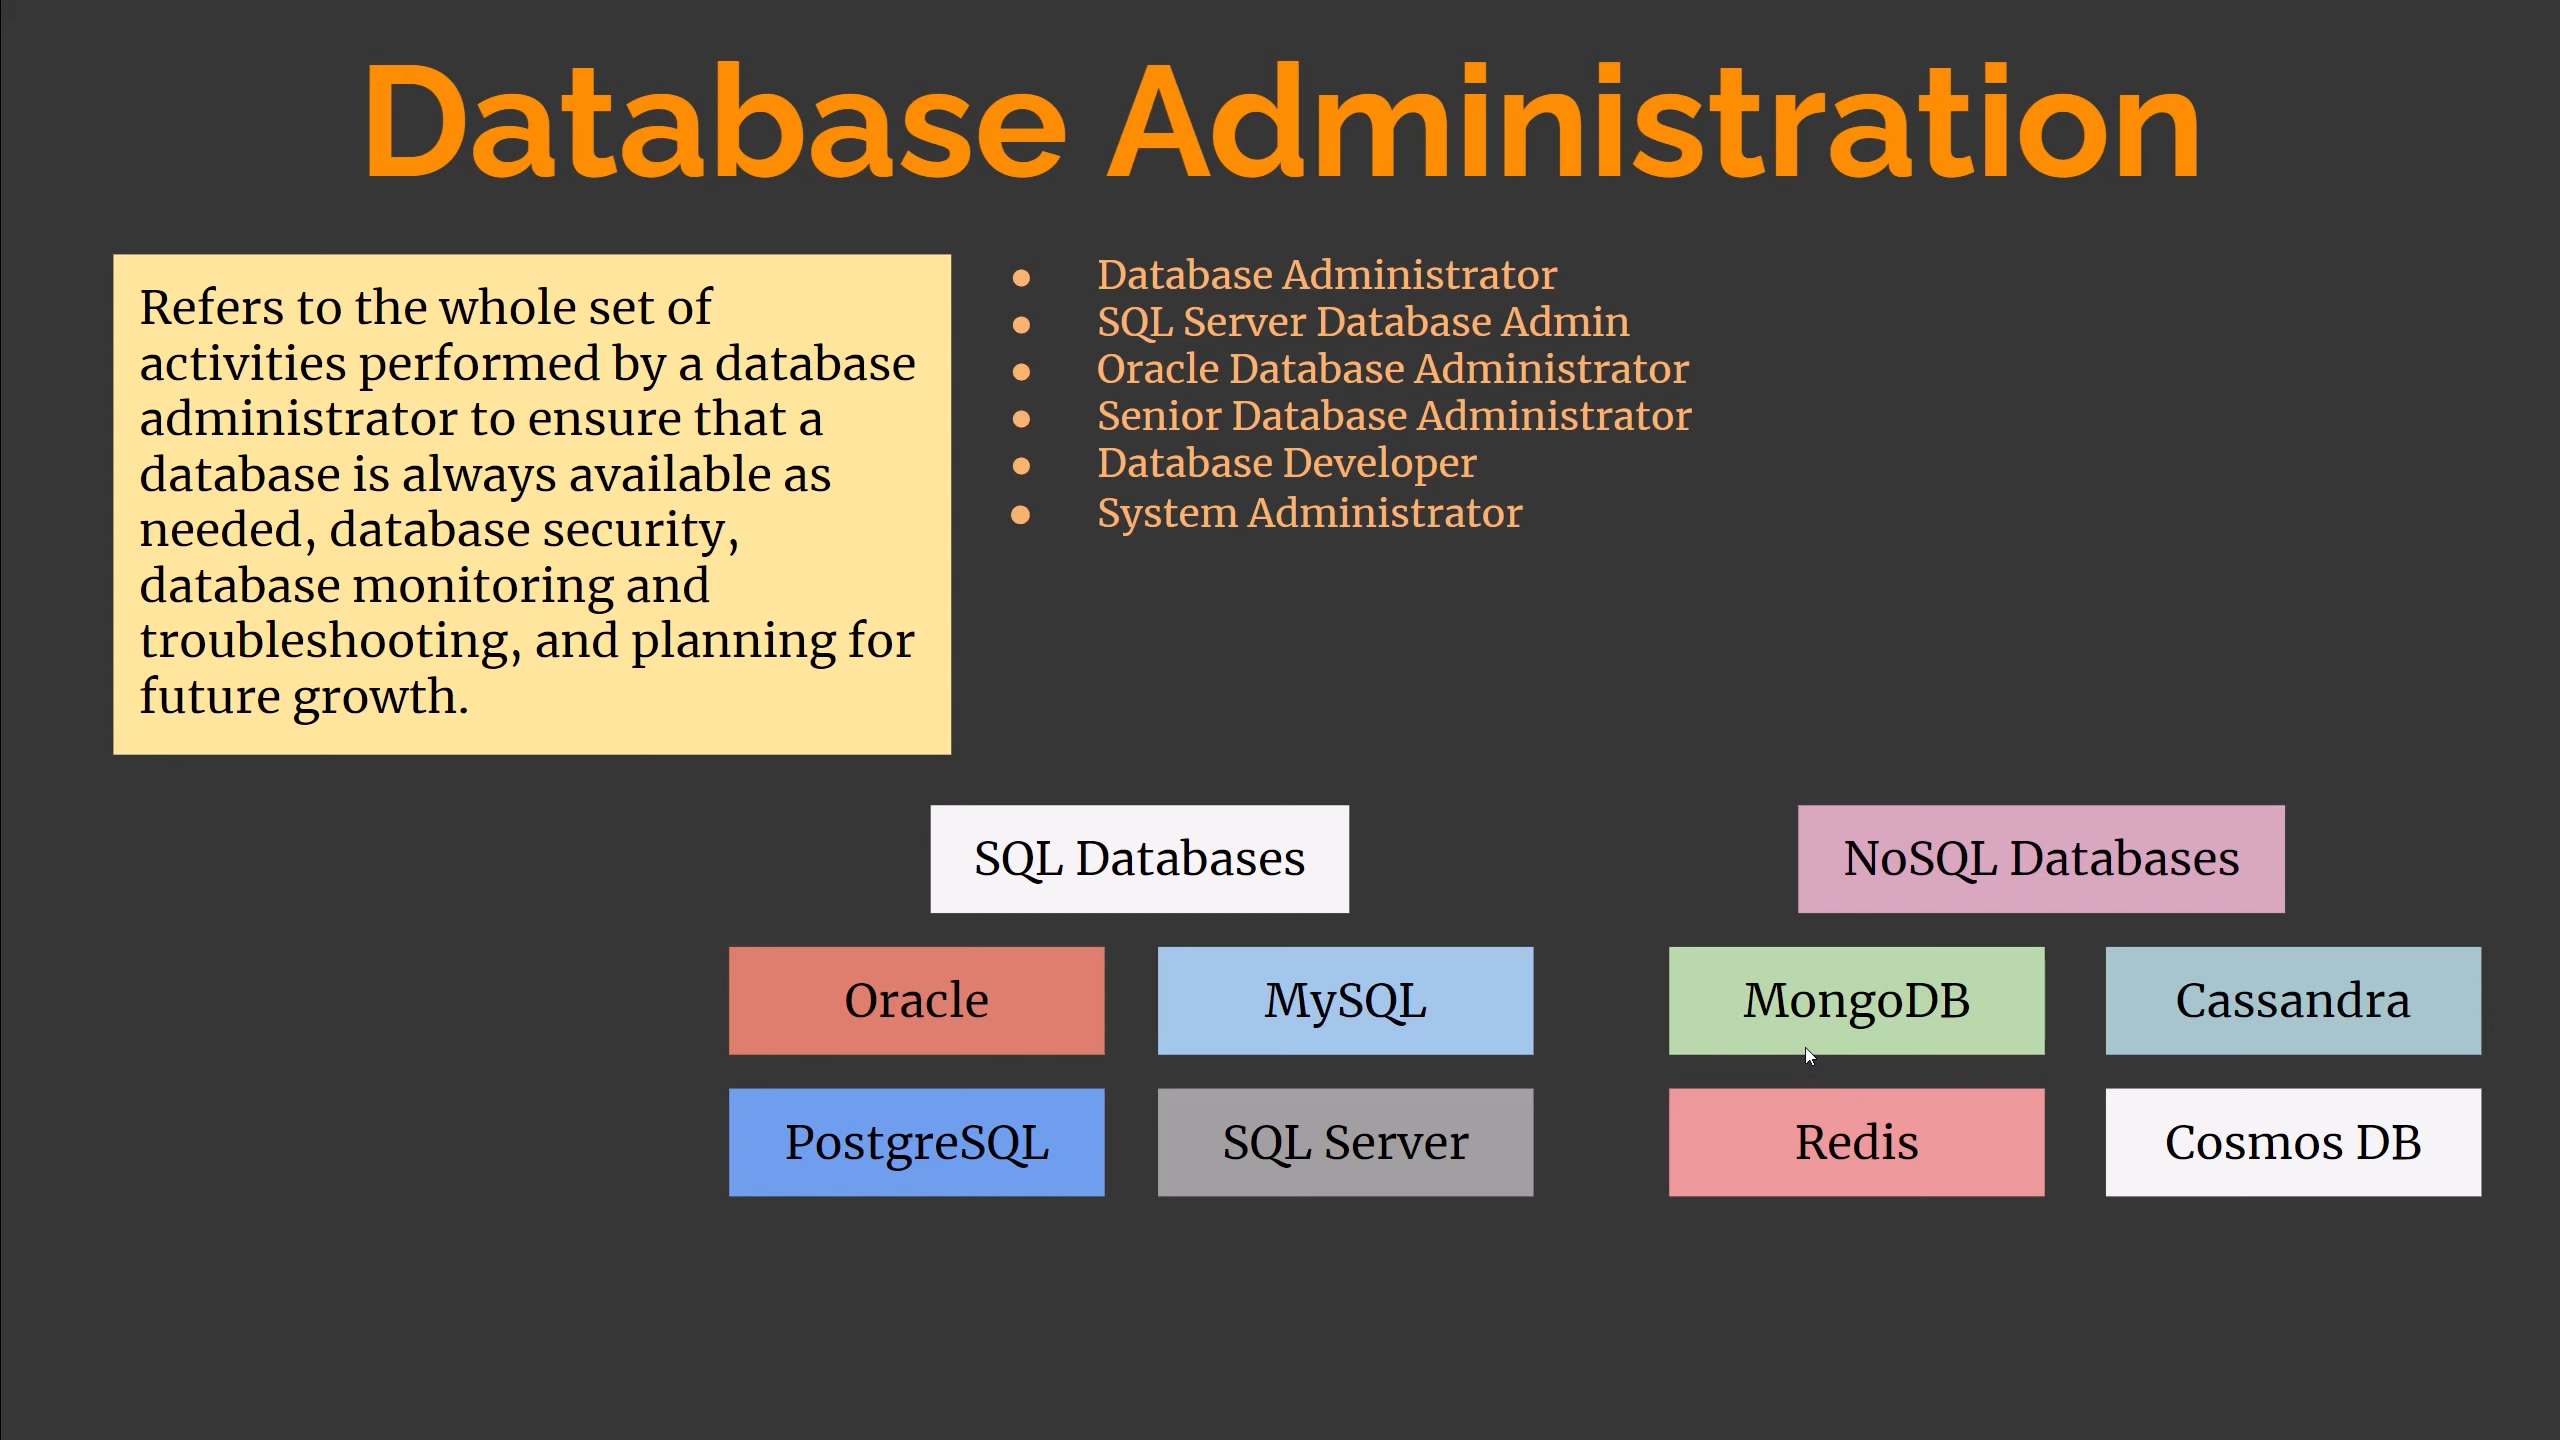 Database Administration
Refers to the whole set of
activities performed by a database
administrator to ensure that a
database is always available as
needed, database security,
database monitoring and
troubleshooting, and planning for
future growth.
● Database Administrator
● SQL Server Database Admin
● Oracle Database Administrator
● Senior Database Administrator
● Database Developer
● System Administrator
SQL Databases
Oracle
MySQL
PostgreSQL
SQL Server
NoSQL Databases
MongoDB
Cassandra
Redis
Cosmos DB